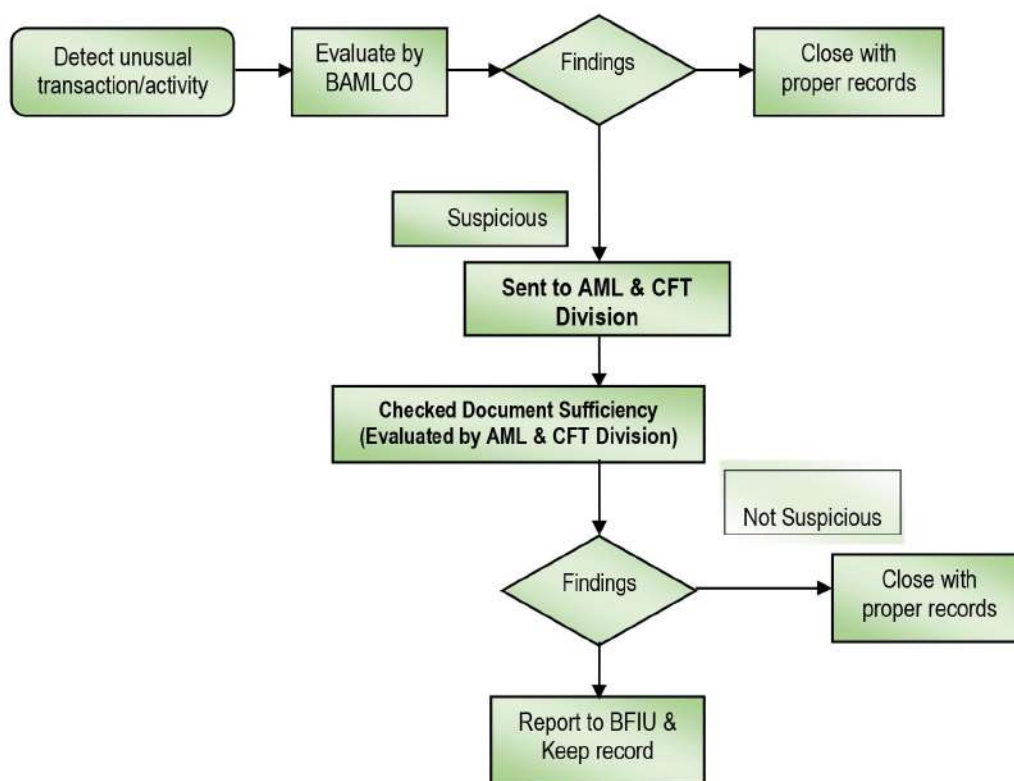 Detect unusual
transaction/activity
Evaluate by
BAMLCO
Findings
Close with
proper records
Suspicious
Sent to AML & CFT
Division
Checked Document Sufficiency
(Evaluated by AML & CFT Division)
Not Suspicious
Findings
Close with
proper records
Report to BFIU &
Keep record